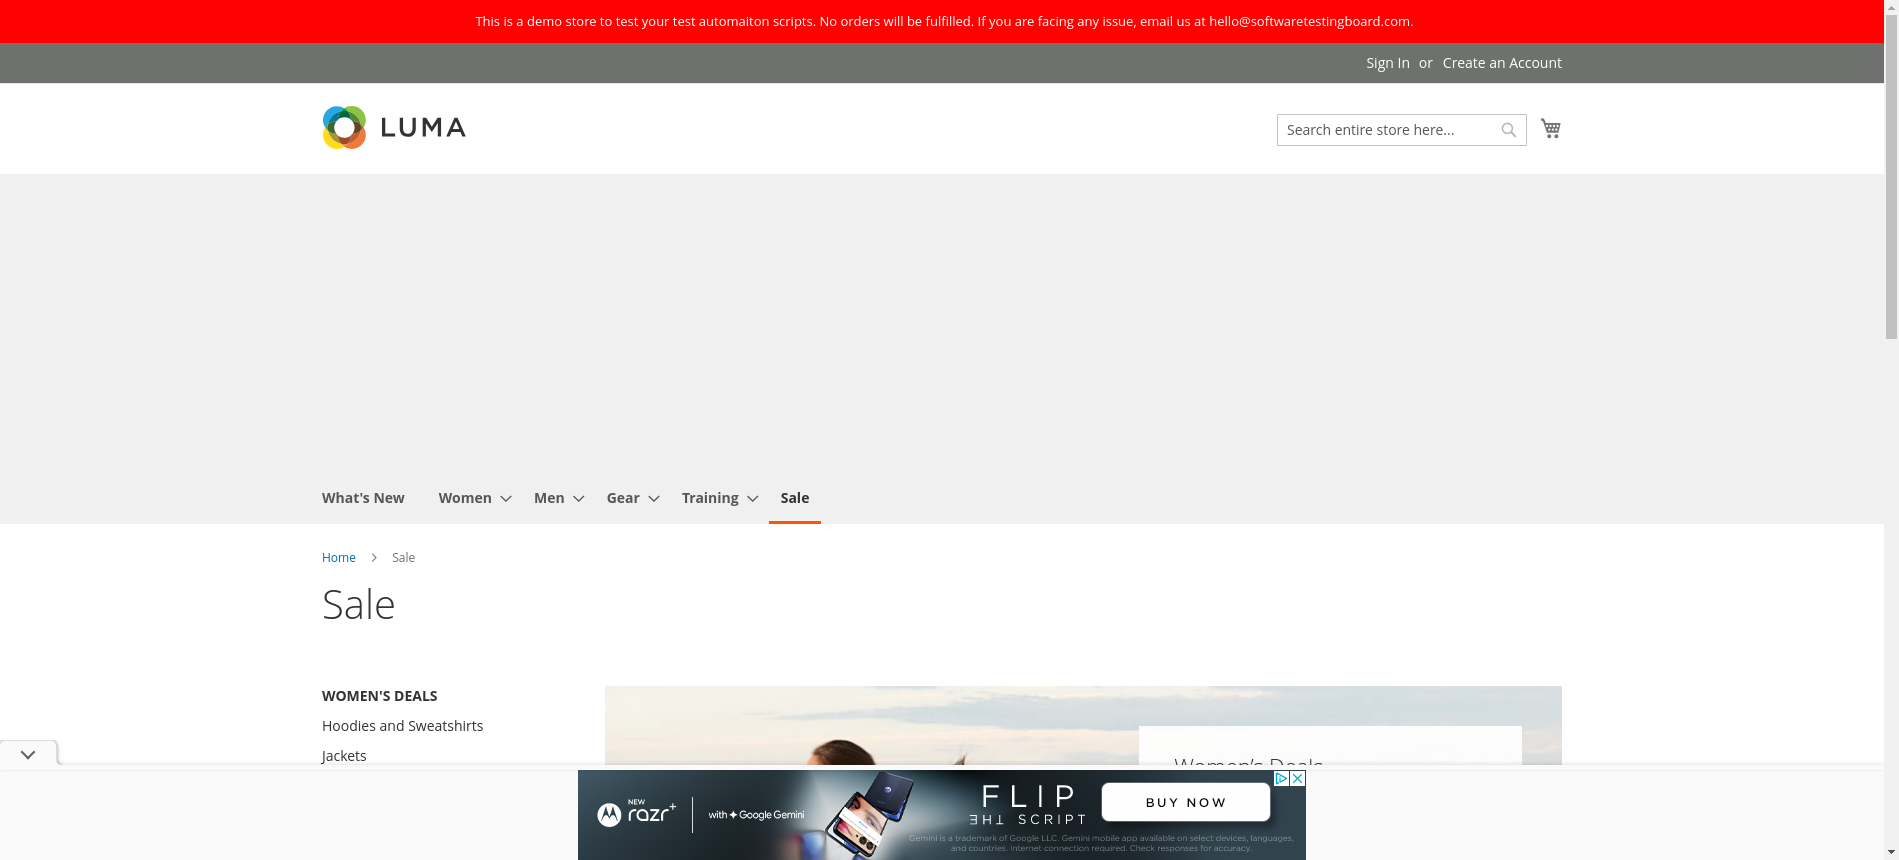 This is a demo store to test your test automaiton scripts. No orders will be fulfilled. If you are facing any issue, email us at hello@softwaretestingboard.com.
Sign In or Create an Account
LUMA
Search entire store here...
What's New Women Men Gear Training Sale
Home Sale
Sale
WOMEN'S DEALS
Hoodies and Sweatshirts
Jackets
Women's Deals
NEW
razr+
with Google Gemini
FLIP
THE SCRIPT
BUY NOW
Gemini is a trademark of Google LLC. Gemini mobile app available on select devices, languages,
and countries. Internet connection required. Check responses for accuracy.